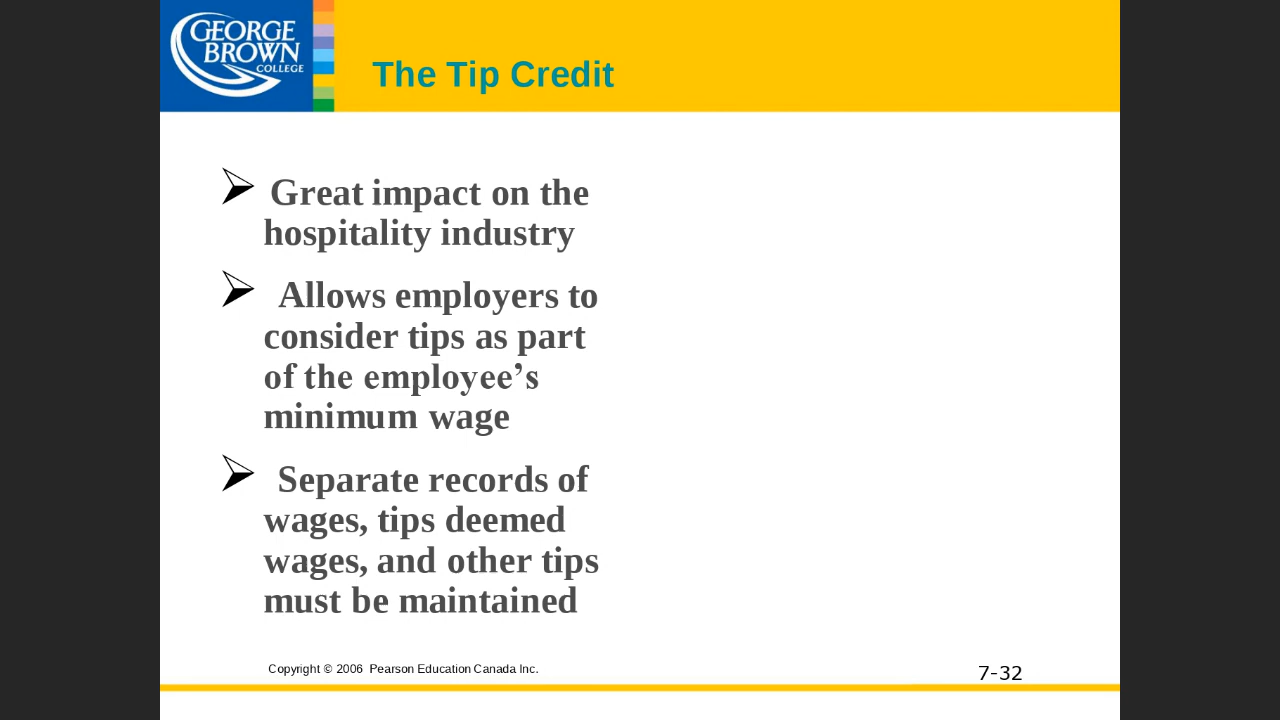 GEORGE
BROWN
COLLEGE
The Tip Credit
Great impact on the
hospitality industry
Allows employers to
consider tips as part
of the employee’s
minimum wage
Separate records of
wages, tips deemed
wages, and other tips
must be maintained
Copyright © 2006 Pearson Education Canada Inc.
7-32